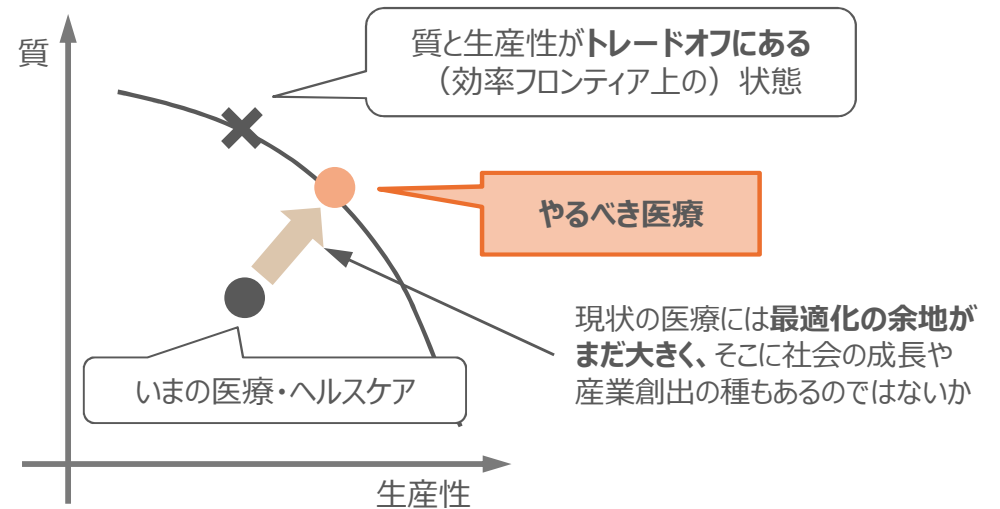 質
質と生産性がトレードオフにある
（効率フロンティア上の）状態
やるべき医療
現状の医療には最適化の余地が
まだ大きく、そこに社会の成長や
産業創出の種もあるのではないか
いまの医療・ヘルスケア
生産性